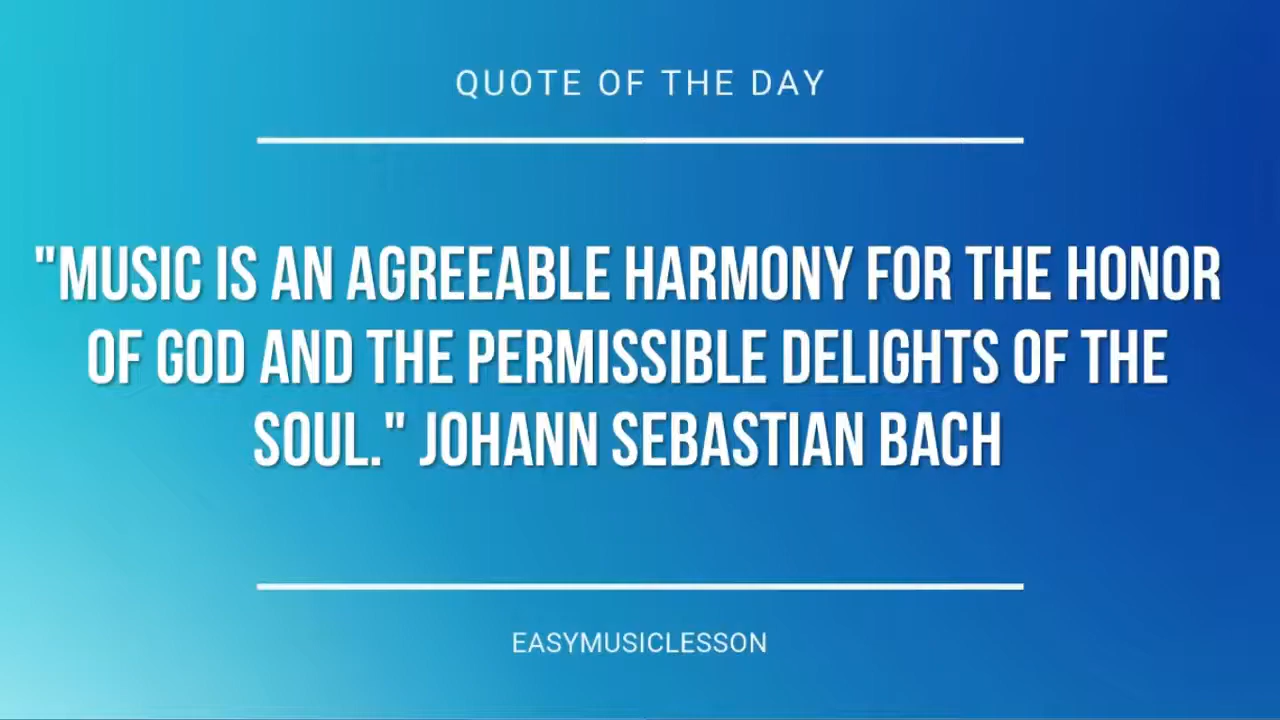 QUOTE OF THE DAY
"MUSIC IS AN AGREEABLE HARMONY FOR THE HONOR
OF GOD AND THE PERMISSIBLE DELIGHTS OF THE
SOUL." JOHANN SEBASTIAN BACH
EASYMUSICLESSON